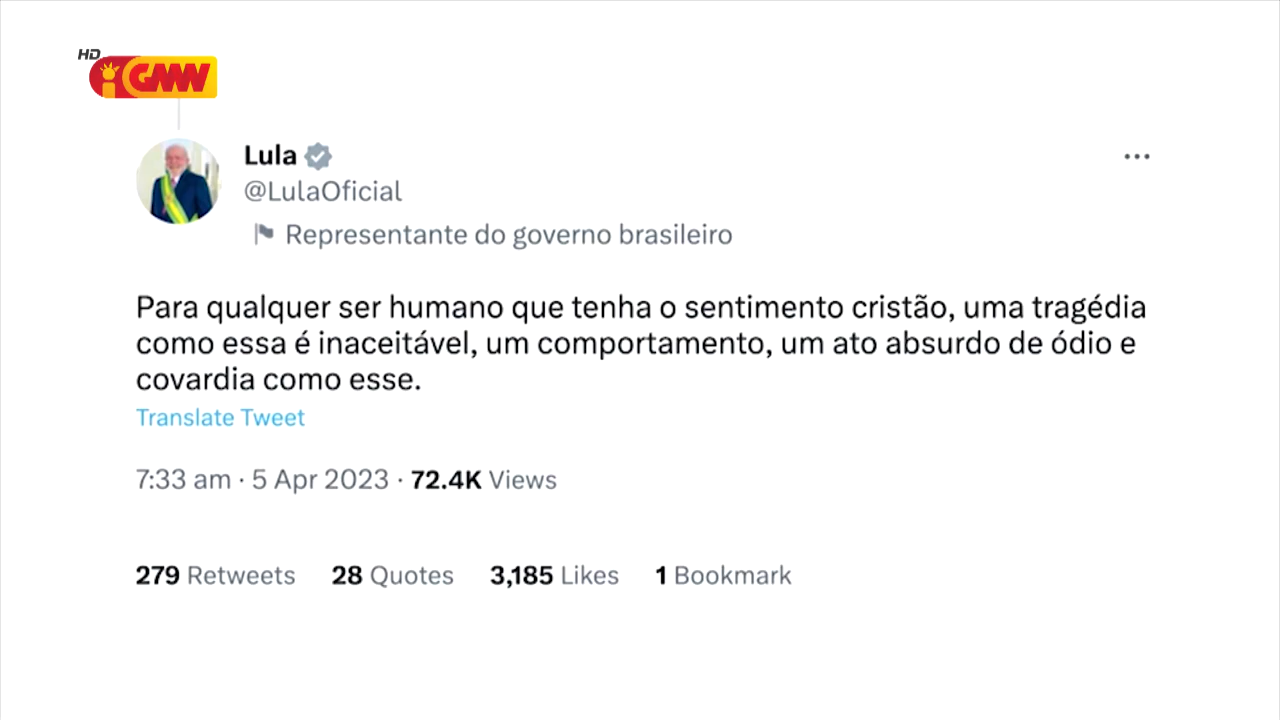 HD
iGMW
Lula
@LulaOficial
Representante do governo brasileiro
Para qualquer ser humano que tenha o sentimento cristão, uma tragédia
como essa é inaceitável, um comportamento, um ato absurdo de ódio e
covardia como esse.
Translate Tweet
7:33 am · 5 Apr 2023 · 72.4K Views
279 Retweets 28 Quotes 3,185 Likes 1 Bookmark